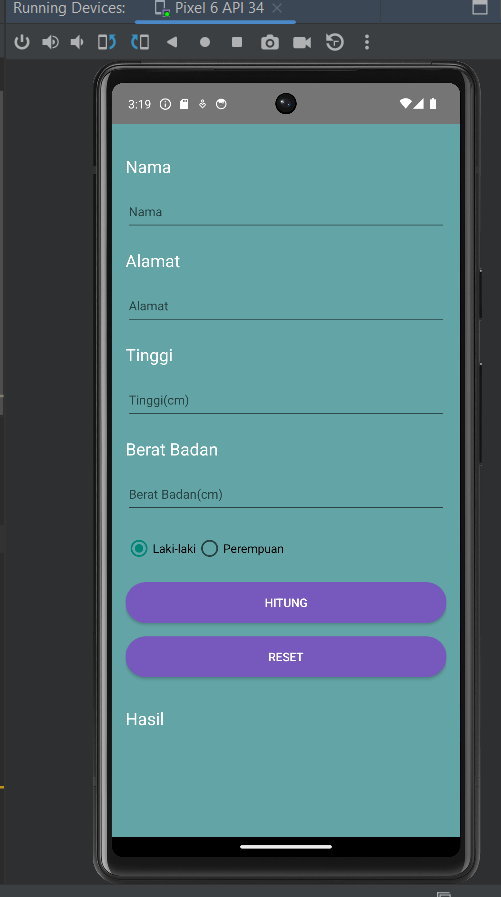 Running Devices: Pixel 6 API 34
3:19
Nama
Nama
Alamat
Alamat
Tinggi
Tinggi(cm)
Berat Badan
Berat Badan(cm)
Laki-laki Perempuan
HITUNG
RESET
Hasil